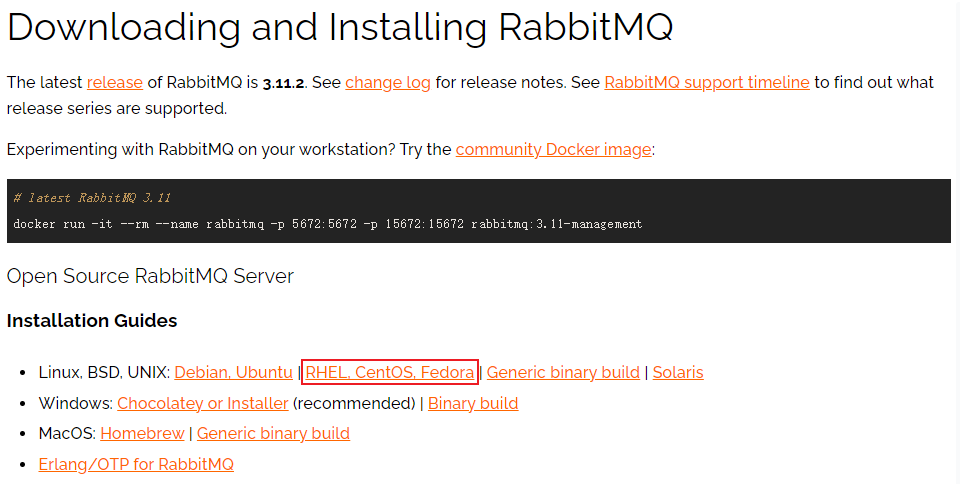 Downloading and Installing RabbitMQ
The latest release of RabbitMQ is 3.11.2. See change log for release notes. See RabbitMQ support timeline to find out what
release series are supported.
Experimenting with RabbitMQ on your workstation? Try the community Docker image:
# latest RabbitMQ 3.11
docker run -it --rm --name rabbitmq -p 5672:5672 -p 15672:15672 rabbitmq:3.11-management
Open Source RabbitMQ Server
Installation Guides
• Linux, BSD, UNIX: Debian, Ubuntu | RHEL, CentOS, Fedora | Generic binary build | Solaris
• Windows: Chocolatey or Installer (recommended) | Binary build
• MacOS: Homebrew | Generic binary build
• Erlang/OTP for RabbitMQ